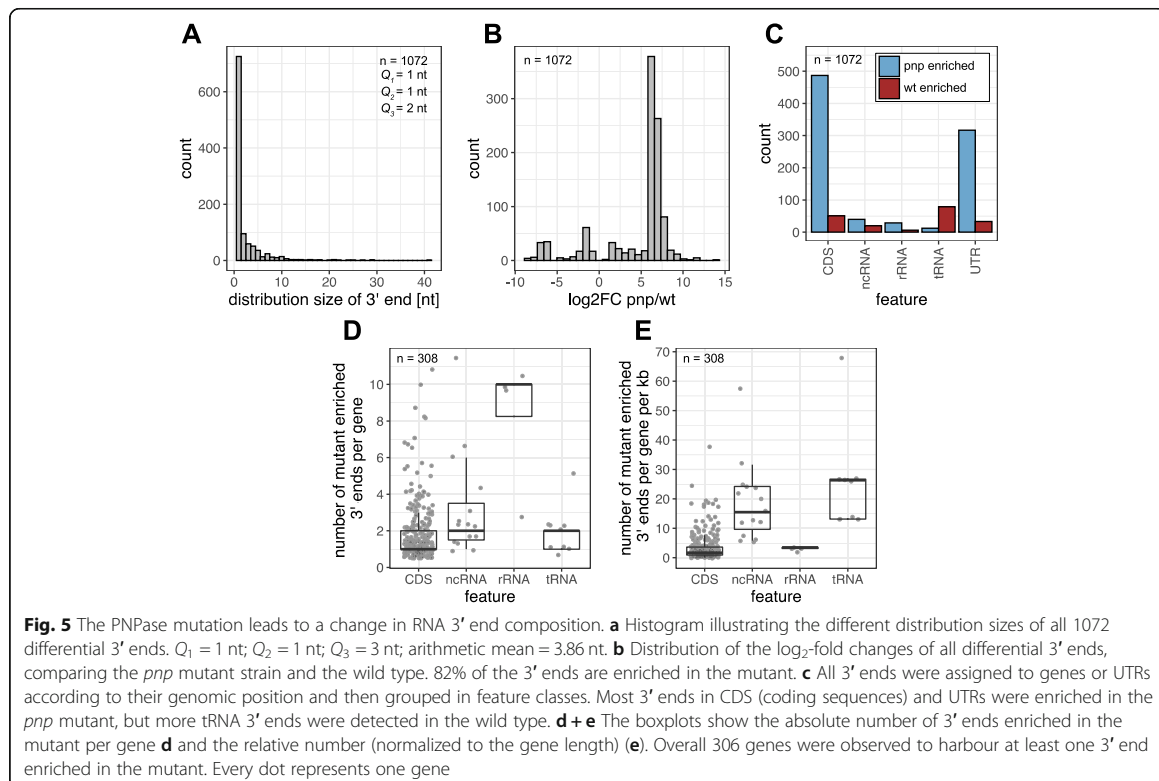 A
n = 1072
Q1 = 1 nt
Q2 = 1 nt
Q3 = 2 nt
600
400
200
0
count
0 10 20 30 40
distribution size of 3' end [nt]
B
n = 1072
300
200
100
0
count
-10 -5 0 5 10 15
log2FC pnp/wt
C
n = 1072
pnp enriched
wt enriched
500
400
300
200
100
0
count
CDS ncRNA rRNA tRNA UTR
feature
D
n = 308
10
8
6
4
2
0
number of mutant enriched
3' ends per gene
CDS ncRNA rRNA tRNA
feature
E
n = 308
70
60
50
40
30
20
10
0
number of mutant enriched
3' ends per gene per kb
CDS ncRNA rRNA tRNA
feature
Fig. 5 The PNPase mutation leads to a change in RNA 3′ end composition. a Histogram illustrating the different distribution sizes of all 1072
differential 3′ ends. Q1 = 1 nt; Q2 = 1 nt; Q3 = 3 nt; arithmetic mean = 3.86 nt. b Distribution of the log2-fold changes of all differential 3′ ends,
comparing the pnp mutant strain and the wild type. 82% of the 3′ ends are enriched in the mutant. c All 3′ ends were assigned to genes or UTRs
according to their genomic position and then grouped in feature classes. Most 3′ ends in CDS (coding sequences) and UTRs were enriched in the
pnp mutant, but more tRNA 3′ ends were detected in the wild type. d + e The boxplots show the absolute number of 3′ ends enriched in the
mutant per gene d and the relative number (normalized to the gene length) (e). Overall 306 genes were observed to harbour at least one 3′ end
enriched in the mutant. Every dot represents one gene